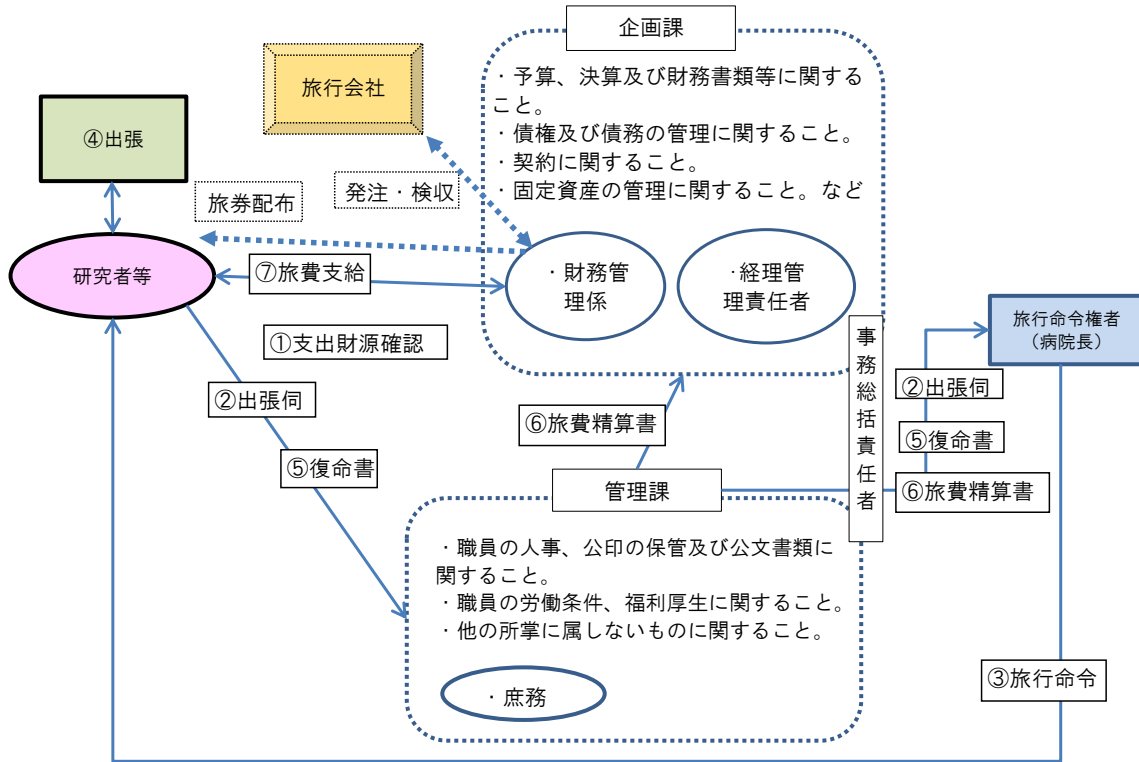 企画課
旅行会社
・予算、決算及び財務書類等に関する
こと。
・債権及び債務の管理に関すること。
・契約に関すること。
・固定資産の管理に関すること。など
④出張
発注・検収
旅券配布
研究者等
⑦旅費支給
・財務管
理係
・経理管
理責任者
旅行命令権者
（病院長）
①支出財源確認
事務総括責任者
②出張伺
②出張伺
⑥旅費精算書
⑤復命書
⑤復命書
管理課
⑥旅費精算書
・職員の人事、公印の保管及び公文書類に
関すること。
・職員の労働条件、福利厚生に関すること。
・他の所掌に属しないものに関すること。
③旅行命令
・庶務